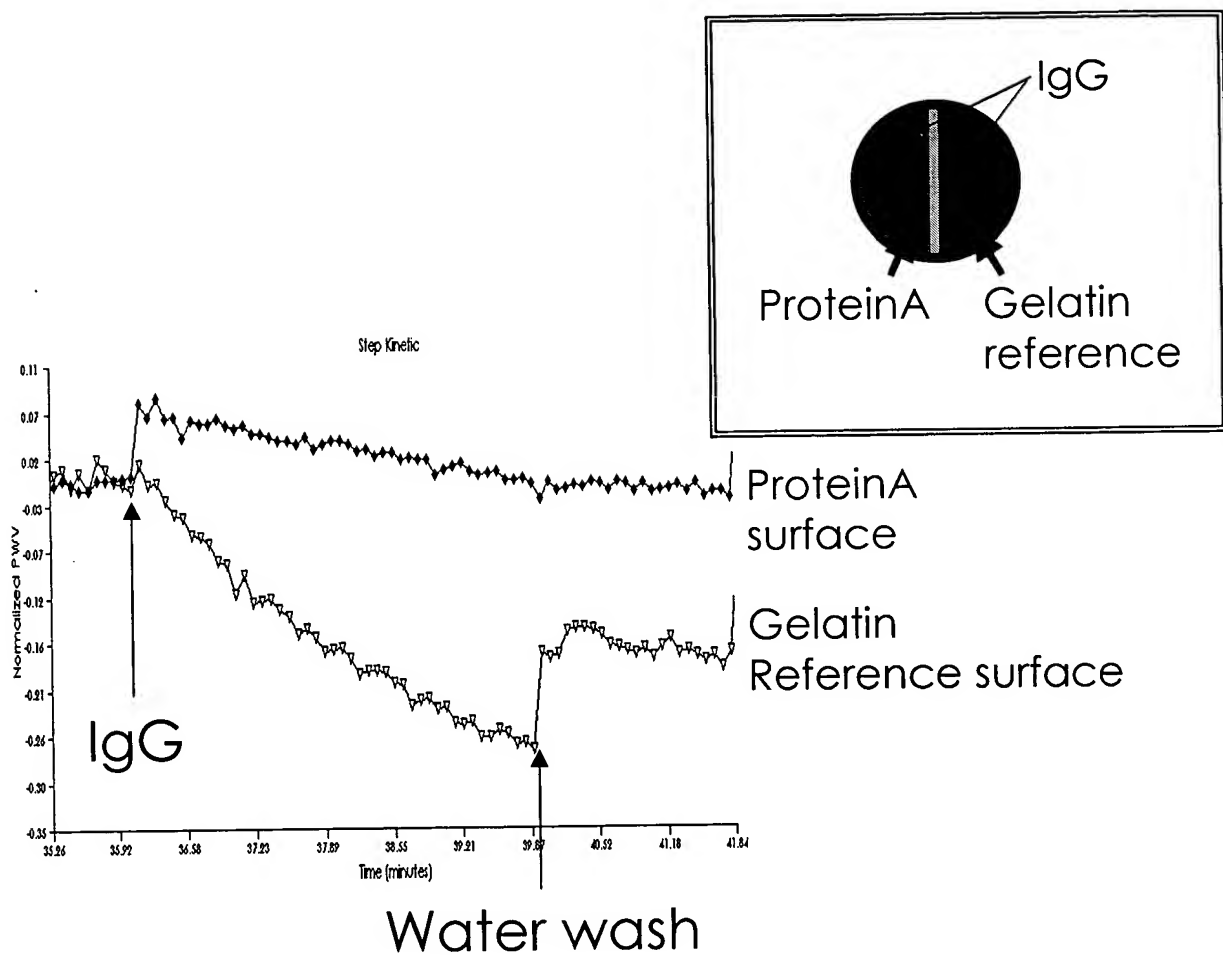 IgG
ProteinA
Gelatin
reference
Step Kinetic
0.11
0.07
0.02
-0.03
-0.07
-0.12
-0.16
-0.21
-0.26
-0.30
-0.35
Normalized PWV
35.26 35.92 36.58 37.23 37.89 38.55 39.21 39.87 40.52 41.18 41.84
Time (minutes)
ProteinA
surface
Gelatin
Reference surface
IgG
Water wash